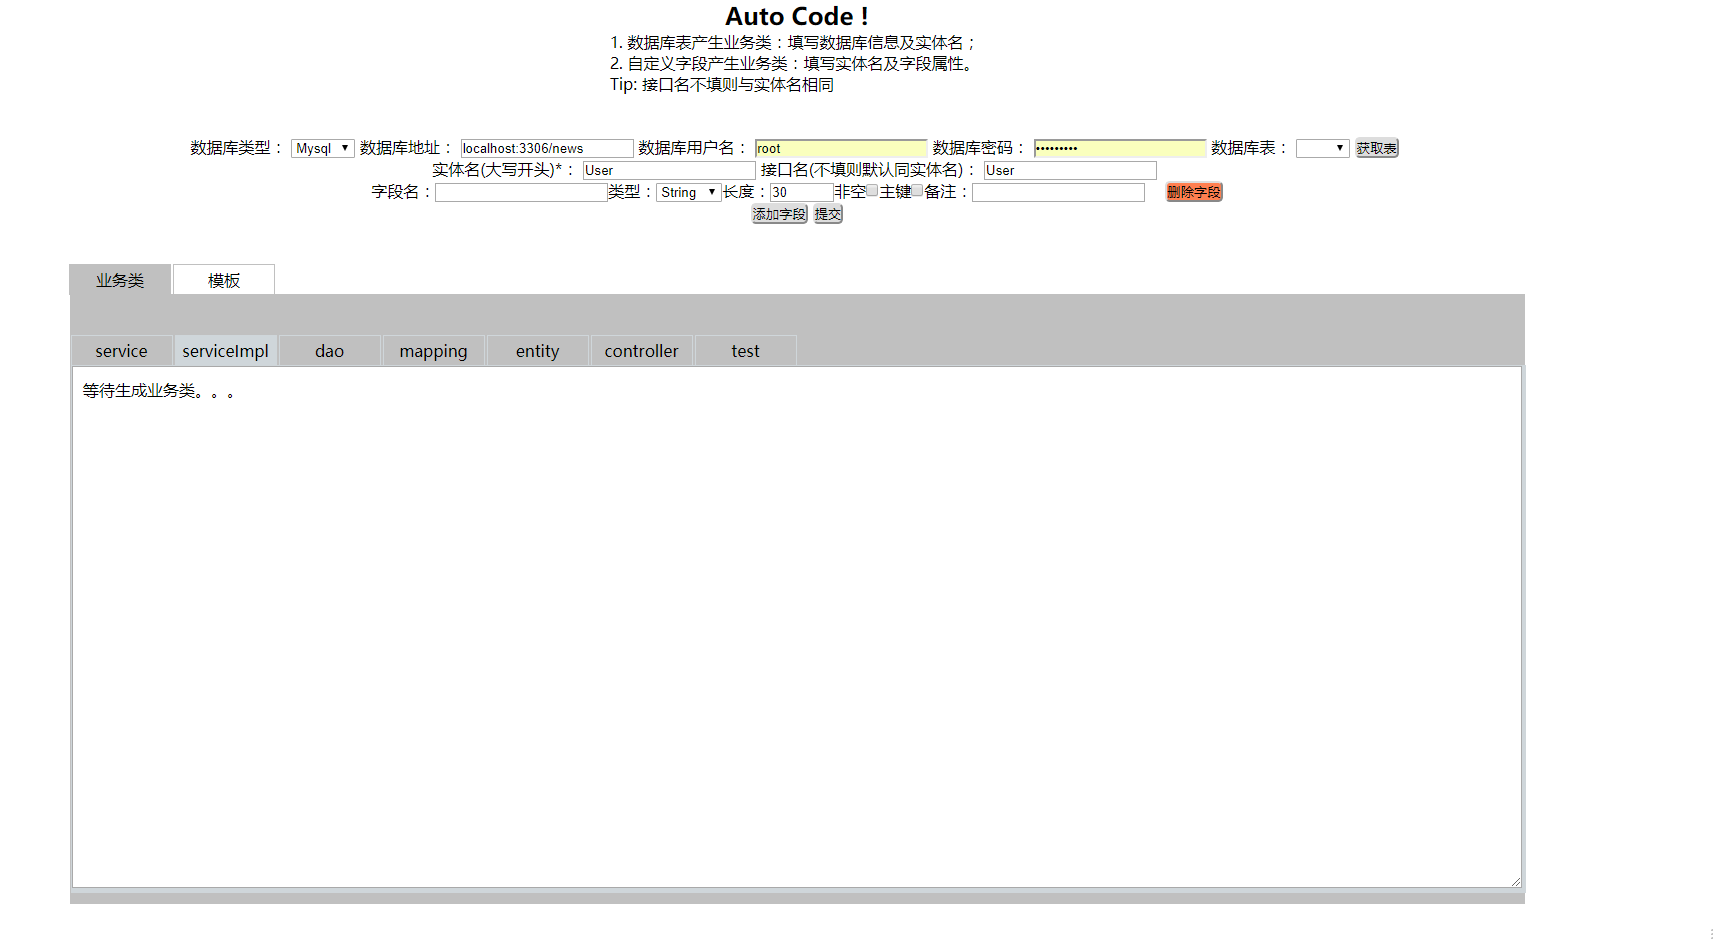 Auto Code !
1. 数据库表产生业务类：填写数据库信息及实体名；
2. 自定义字段产生业务类：填写实体名及字段属性。
Tip: 接口名不填则与实体名相同
数据库类型： Mysql 数据库地址： localhost:3306/news 数据库用户名： root 数据库密码： ••••••••• 数据库表： 获取表
实体名(大写开头)*： User 接口名(不填则默认同实体名)： User
字段名： 类型： String 长度： 30 非空 主键 备注： 删除字段
添加字段 提交
业务类 模板
service serviceImpl dao mapping entity controller test
等待生成业务类。。。